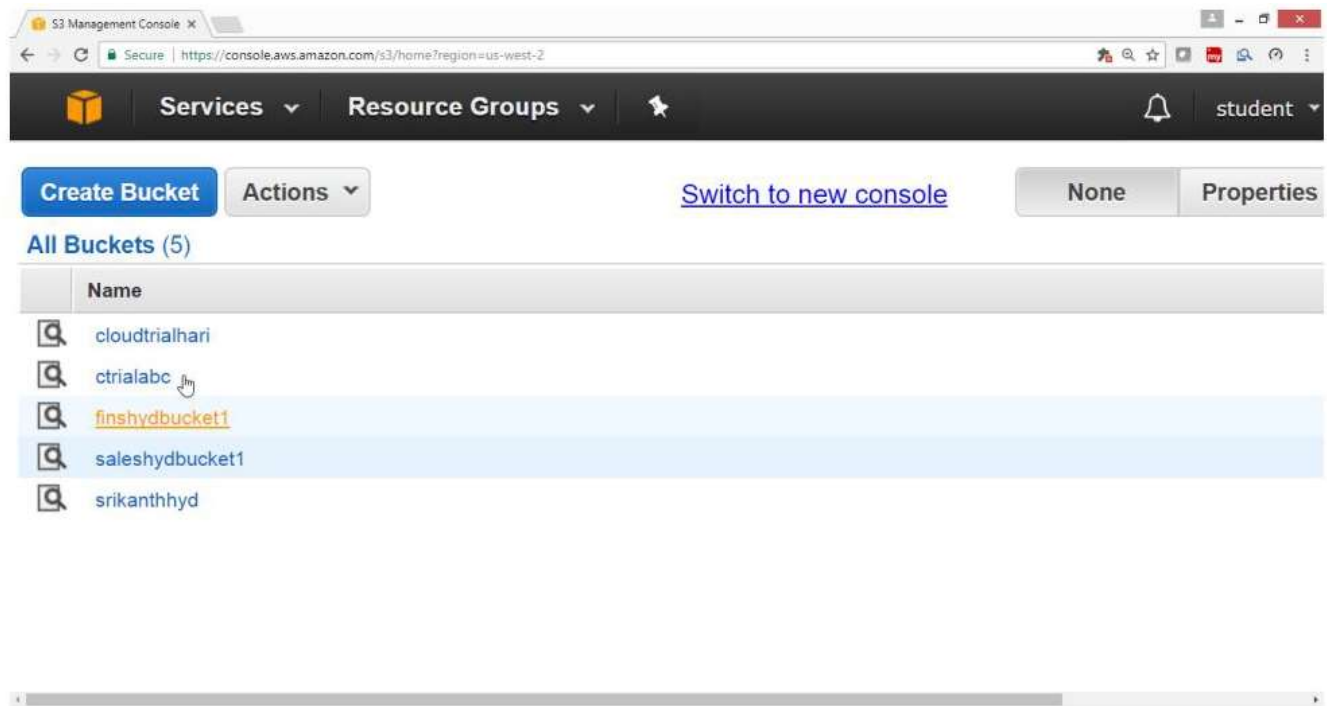 S3 Management Console
Secure | https://console.aws.amazon.com/s3/home?region=us-west-2
Services Resource Groups student
Create Bucket Actions Switch to new console None Properties
All Buckets (5)
Name
cloudtrialhari
ctrialabc
finshydbucket1
saleshydbucket1
srikanthhyd